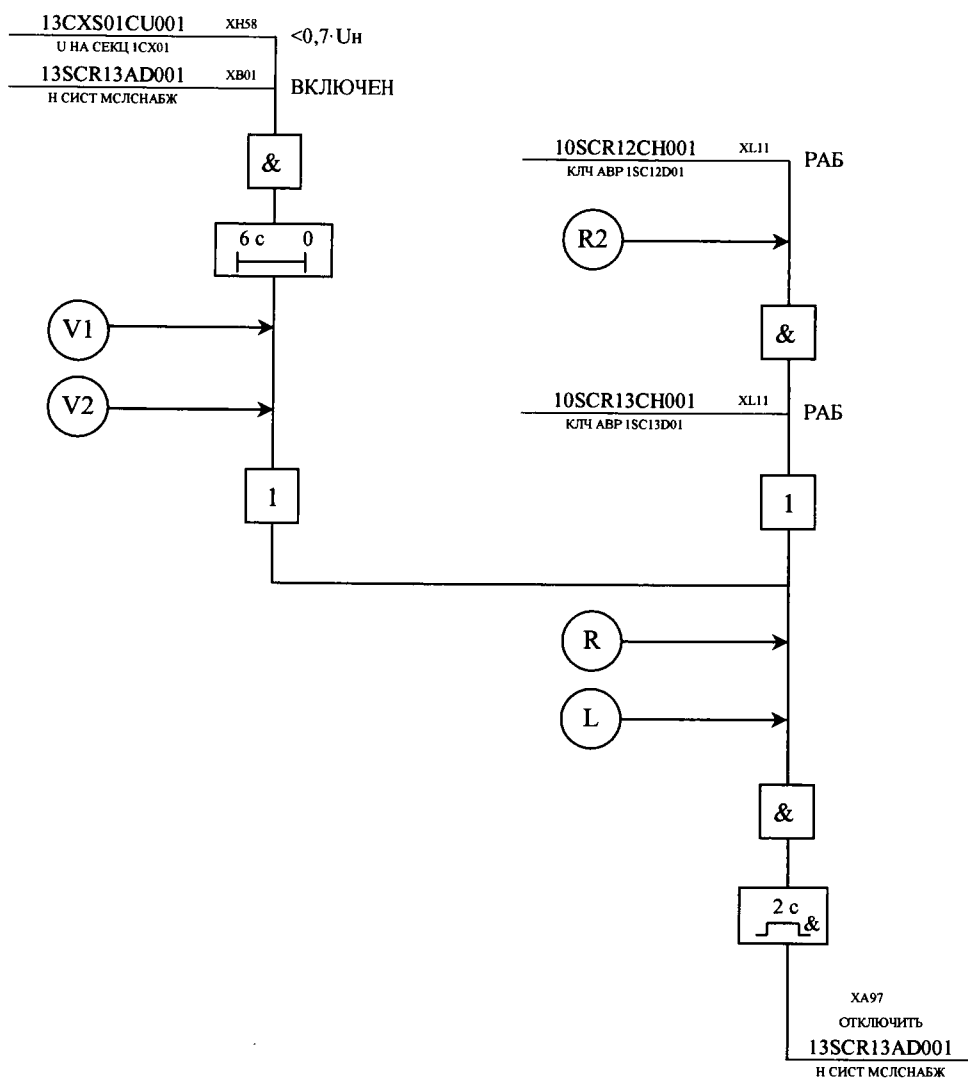 13CXS01CU001 XH58 <0,7·Uн
U НА СЕКЦ 1CX01
13SCR13AD001 XB01 ВКЛЮЧЕН
Н СИСТ МСЛСНАБЖ
&
6 с 0
V1
V2
1
10SCR12CH001 XL11 РАБ
КЛЧ АВР 1SC12D01
R2
&
10SCR13CH001 XL11 РАБ
КЛЧ АВР 1SC13D01
1
R
L
&
2 с
&
XA97
ОТКЛЮЧИТЬ
13SCR13AD001
Н СИСТ МСЛСНАБЖ